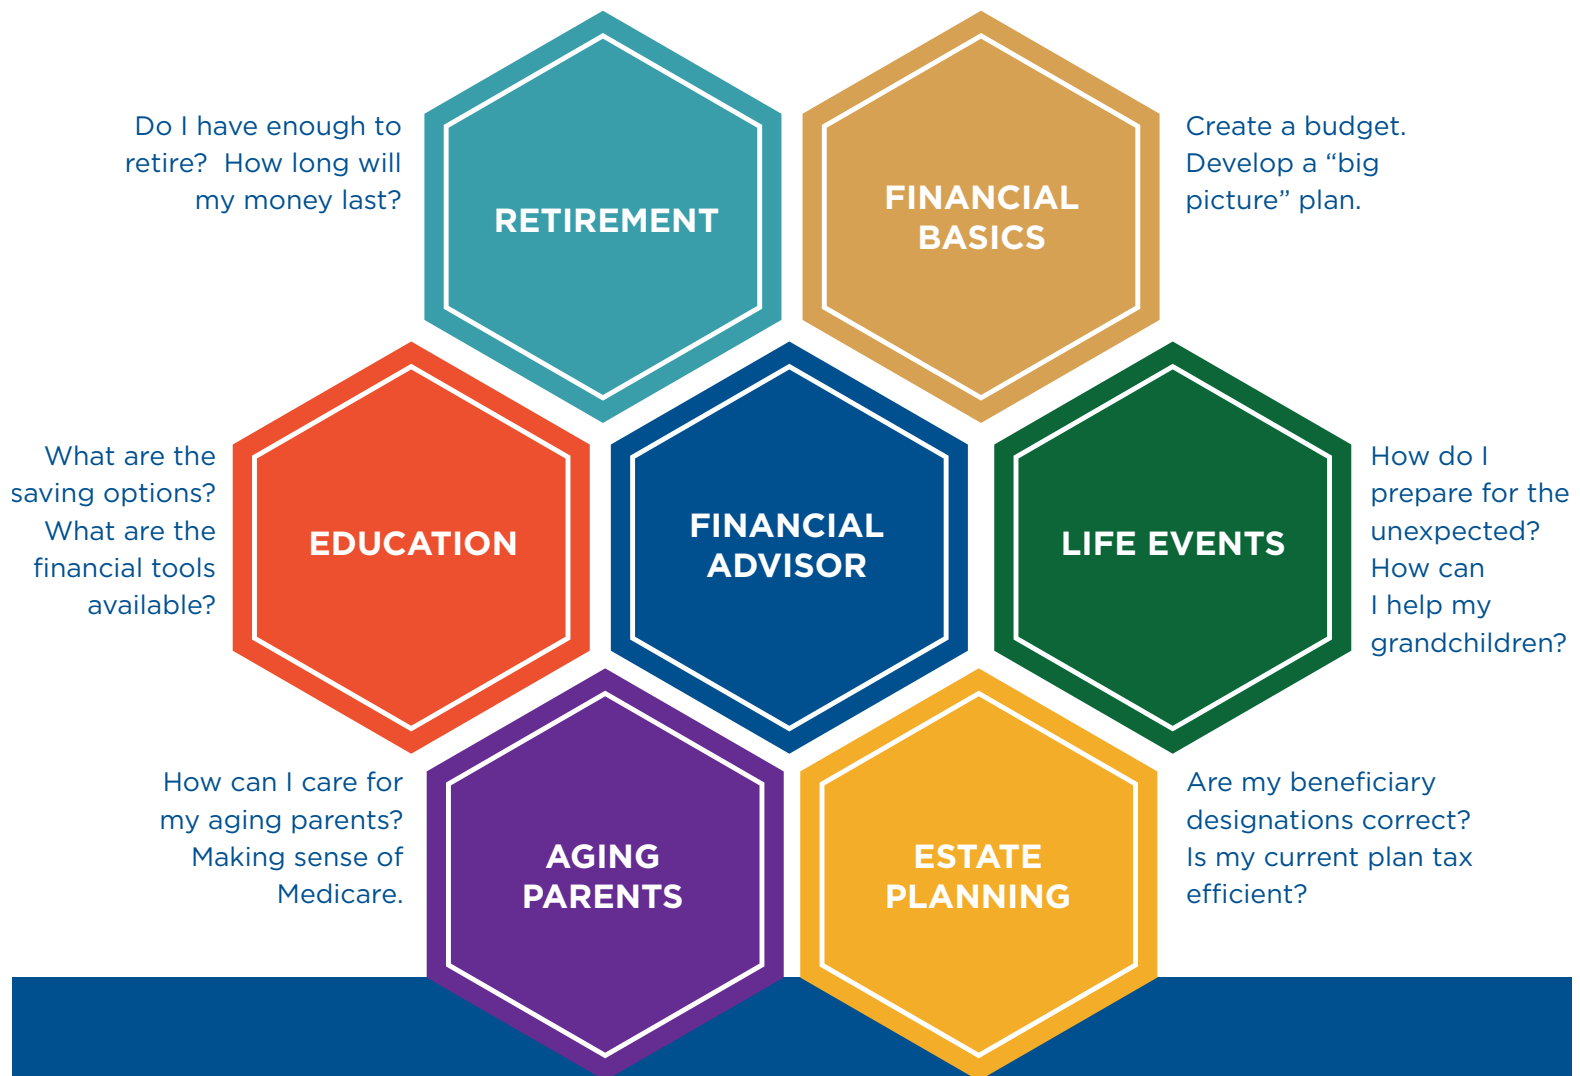 Do I have enough to
retire? How long will
my money last?
RETIREMENT
FINANCIAL
BASICS
Create a budget.
Develop a “big
picture” plan.
What are the
saving options?
What are the
financial tools
available?
EDUCATION
FINANCIAL
ADVISOR
LIFE EVENTS
How do I
prepare for the
unexpected?
How can
I help my
grandchildren?
How can I care for
my aging parents?
Making sense of
Medicare.
AGING
PARENTS
ESTATE
PLANNING
Are my beneficiary
designations correct?
Is my current plan tax
efficient?